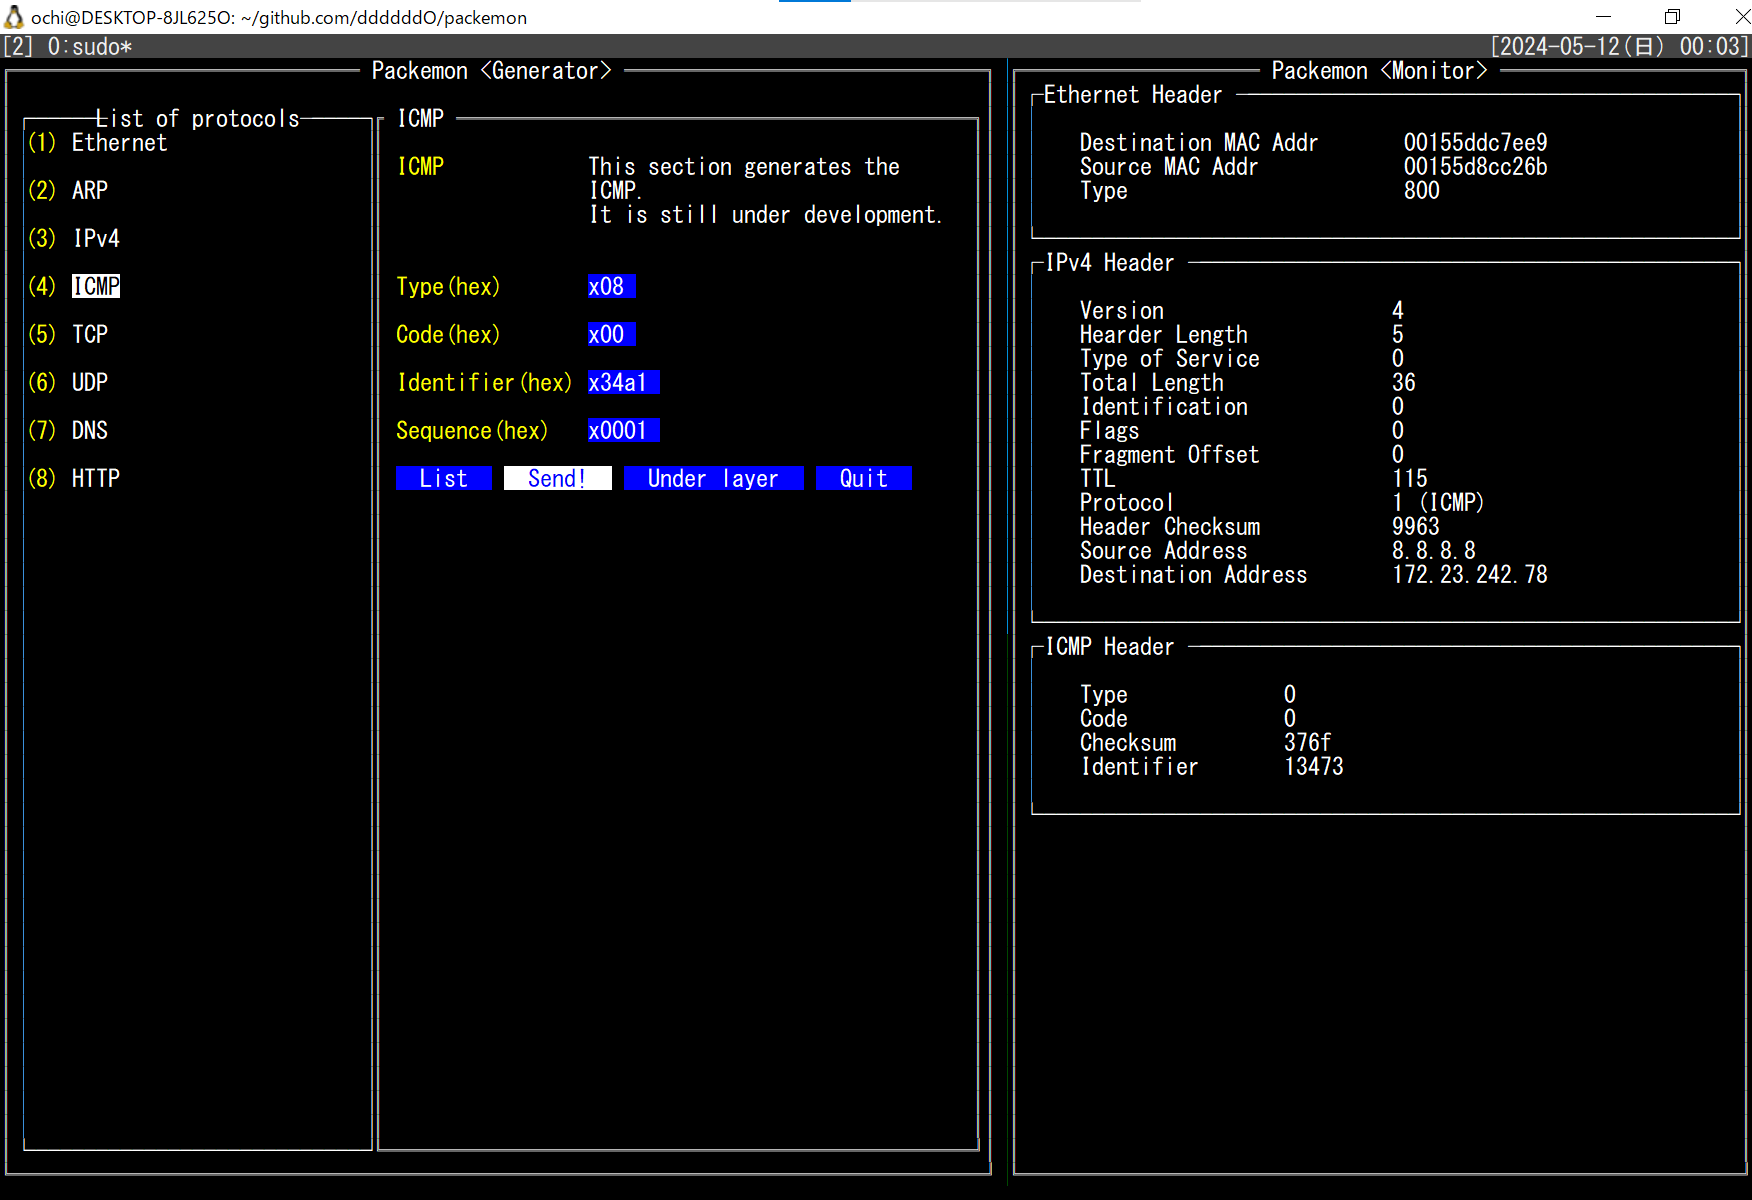 ochi@DESKTOP-8JL625O: ~/github.com/ddddddO/packemon
[2] 0:sudo* [2024-05-12(日) 00:03]
Packemon <Generator>
List of protocols
(1) Ethernet
(2) ARP
(3) IPv4
(4) ICMP
(5) TCP
(6) UDP
(7) DNS
(8) HTTP
ICMP
ICMP This section generates the
ICMP.
It is still under development.
Type(hex) x08
Code(hex) x00
Identifier(hex) x34a1
Sequence(hex) x0001
List Send! Under layer Quit
Packemon <Monitor>
Ethernet Header
Destination MAC Addr 00155ddc7ee9
Source MAC Addr 00155d8cc26b
Type 800
IPv4 Header
Version 4
Hearder Length 5
Type of Service 0
Total Length 36
Identification 0
Flags 0
Fragment Offset 0
TTL 115
Protocol 1 (ICMP)
Header Checksum 9963
Source Address 8.8.8.8
Destination Address 172.23.242.78
ICMP Header
Type 0
Code 0
Checksum 376f
Identifier 13473